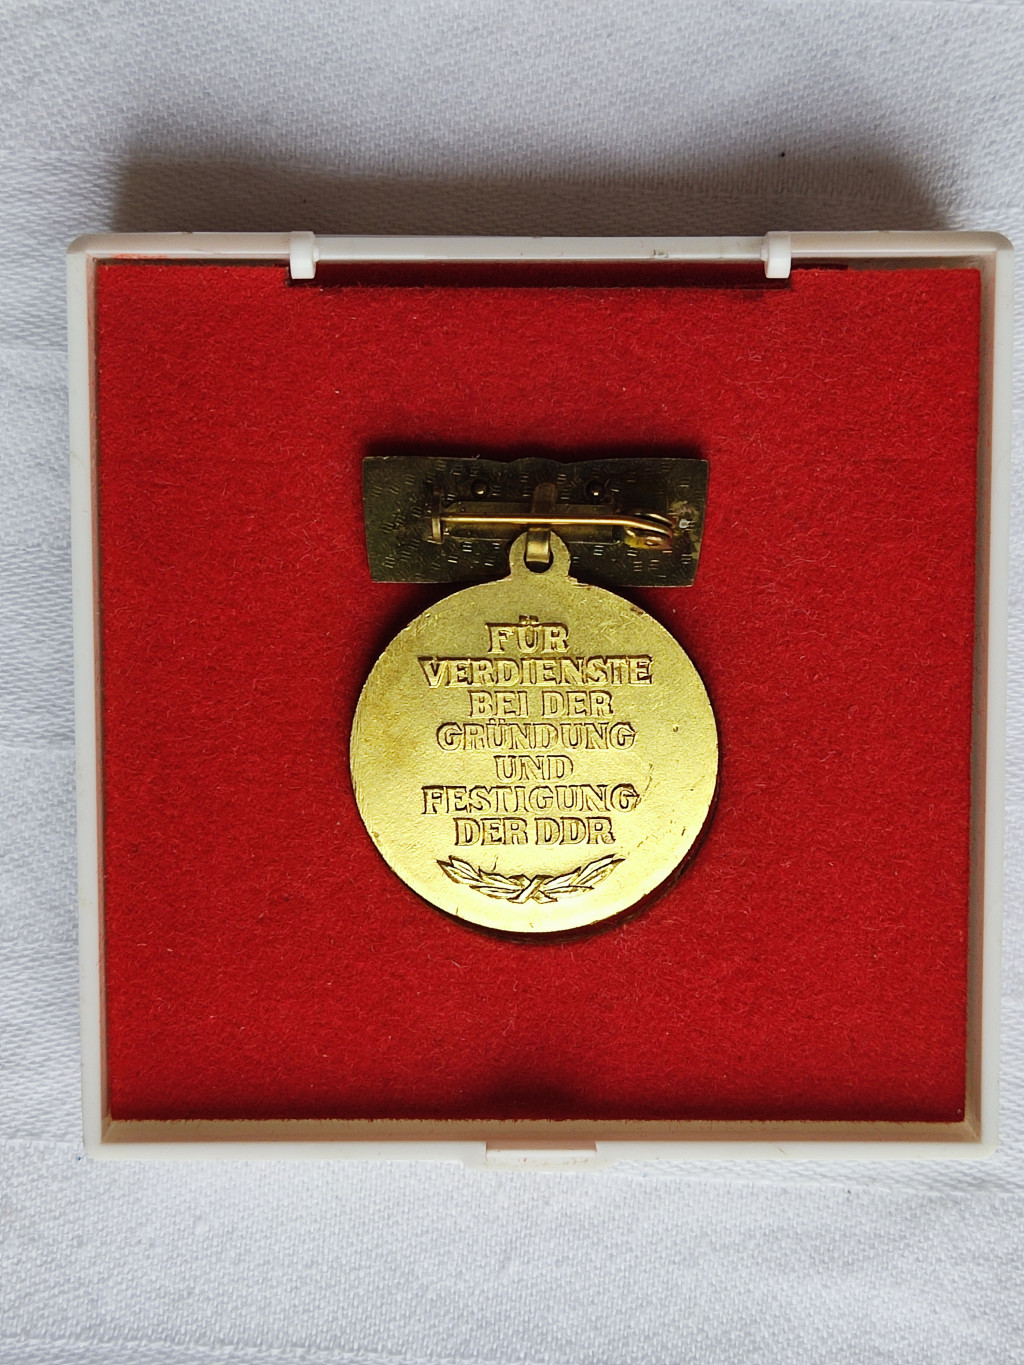 FÜR
VERDIENSTE
BEI DER
GRÜNDUNG
UND
FESTIGUNG
DER DDR